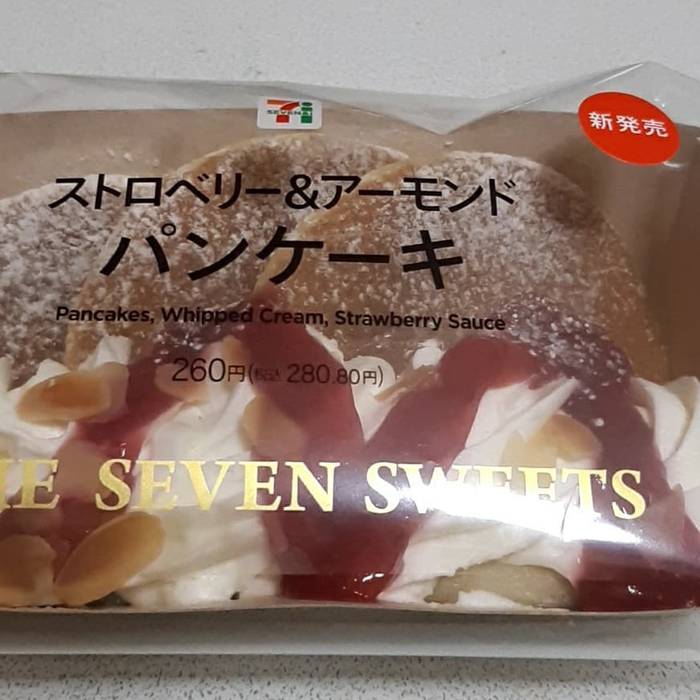 SEVEN & i
新発売
ストロベリー&アーモンド
パンケーキ
Pancakes, Whipped Cream, Strawberry Sauce
260円(税込 280.80円)
SEVEN SWEETS